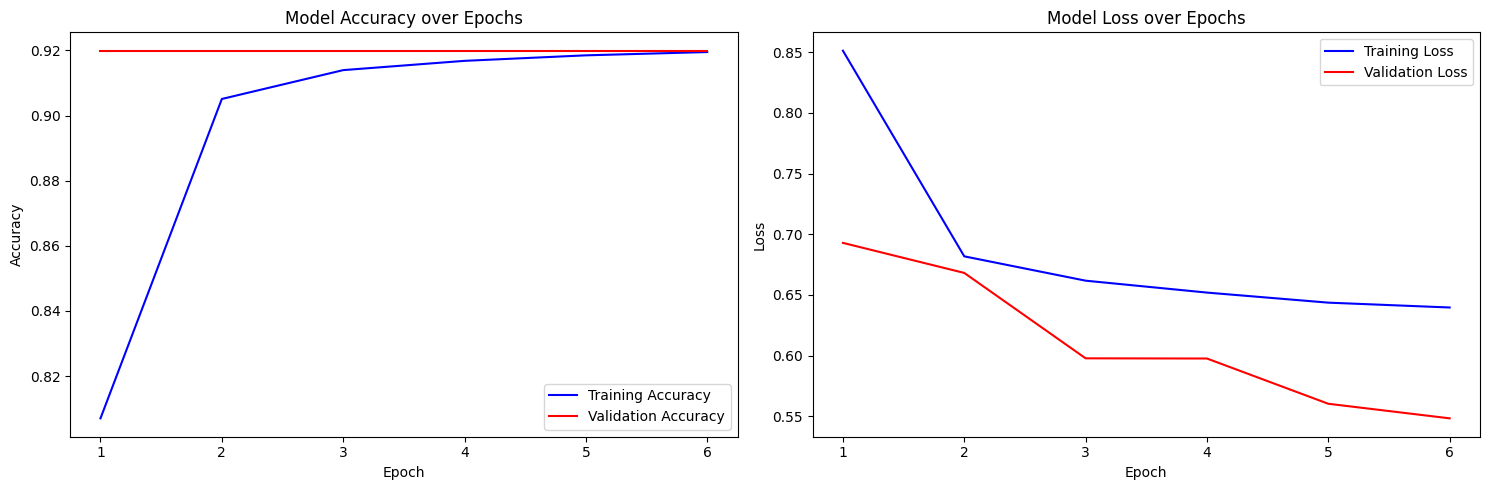 Model Accuracy over Epochs
0.92
0.90
0.88
0.86
0.84
0.82
Accuracy
Training Accuracy
Validation Accuracy
1 2 3 4 5 6
Epoch
Model Loss over Epochs
0.85
0.80
0.75
0.70
0.65
0.60
0.55
Loss
Training Loss
Validation Loss
1 2 3 4 5 6
Epoch